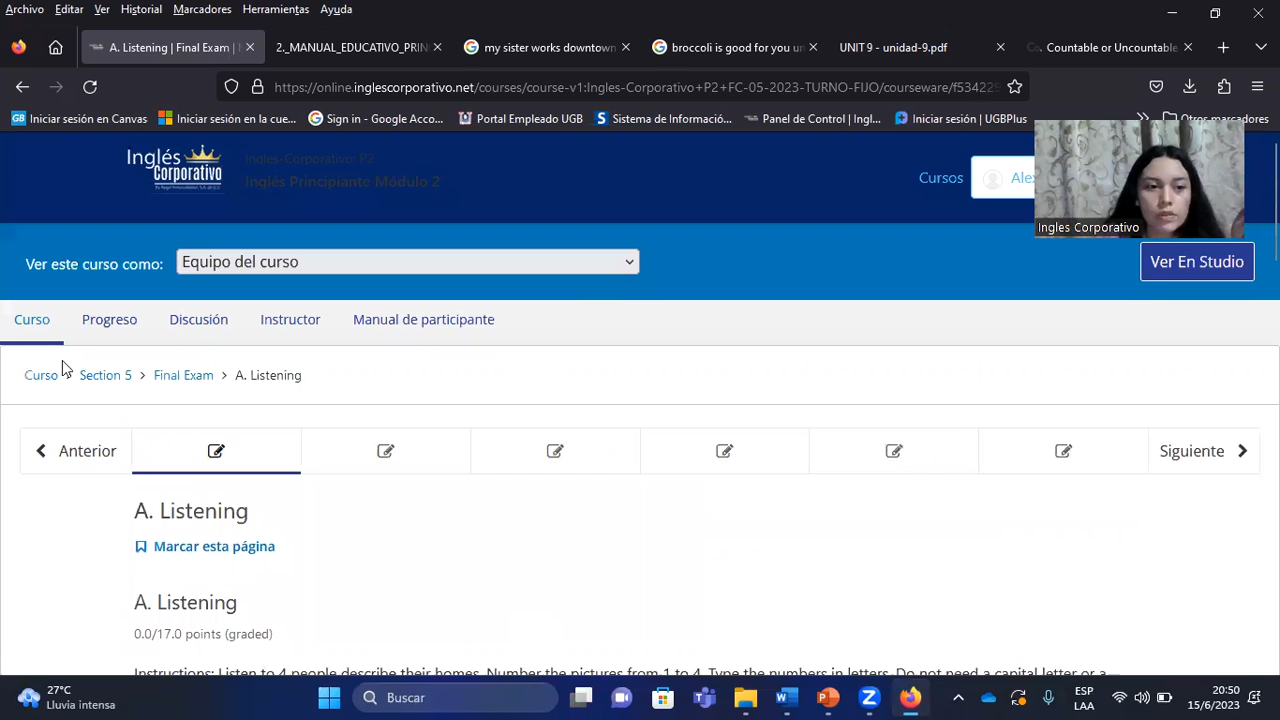 Archivo Editar Ver Historial Marcadores Herramientas Ayuda
A. Listening | Final Exam | 2._MANUAL_EDUCATIVO_PRIN my sister works downtown broccoli is good for you un UNIT 9 - unidad-9.pdf Co. Countable or Uncountable
https://online.inglescorporativo.net/courses/course-v1:Ingles-Corporativo+P2+FC-05-2023-TURNO-FIJO/courseware/f534229
GB Iniciar sesión en Canvas Iniciar sesión en la cue... Sign in - Google Acco... Portal Empleado UGB S Sistema de Informació... Panel de Control | Ingl... Iniciar sesión | UGBPlus Otros marcadores
Inglés Corporativo
Ingles-Corporativo: P2
Inglés Principiante Módulo 2
Cursos Alex
Ingles Corporativo
Ver este curso como: Equipo del curso Ver En Studio
Curso Progreso Discusión Instructor Manual de participante
Curso > Section 5 > Final Exam > A. Listening
Anterior Siguiente
A. Listening
Marcar esta página
A. Listening
0.0/17.0 points (graded)
Instructions: Listen to 4 people describe their homes. Number the pictures from 1 to 4. Type the numbers in letters. Do not need a capital letter or a
27°C
Lluvia intensa
Buscar
ESP
LAA
20:50
15/6/2023